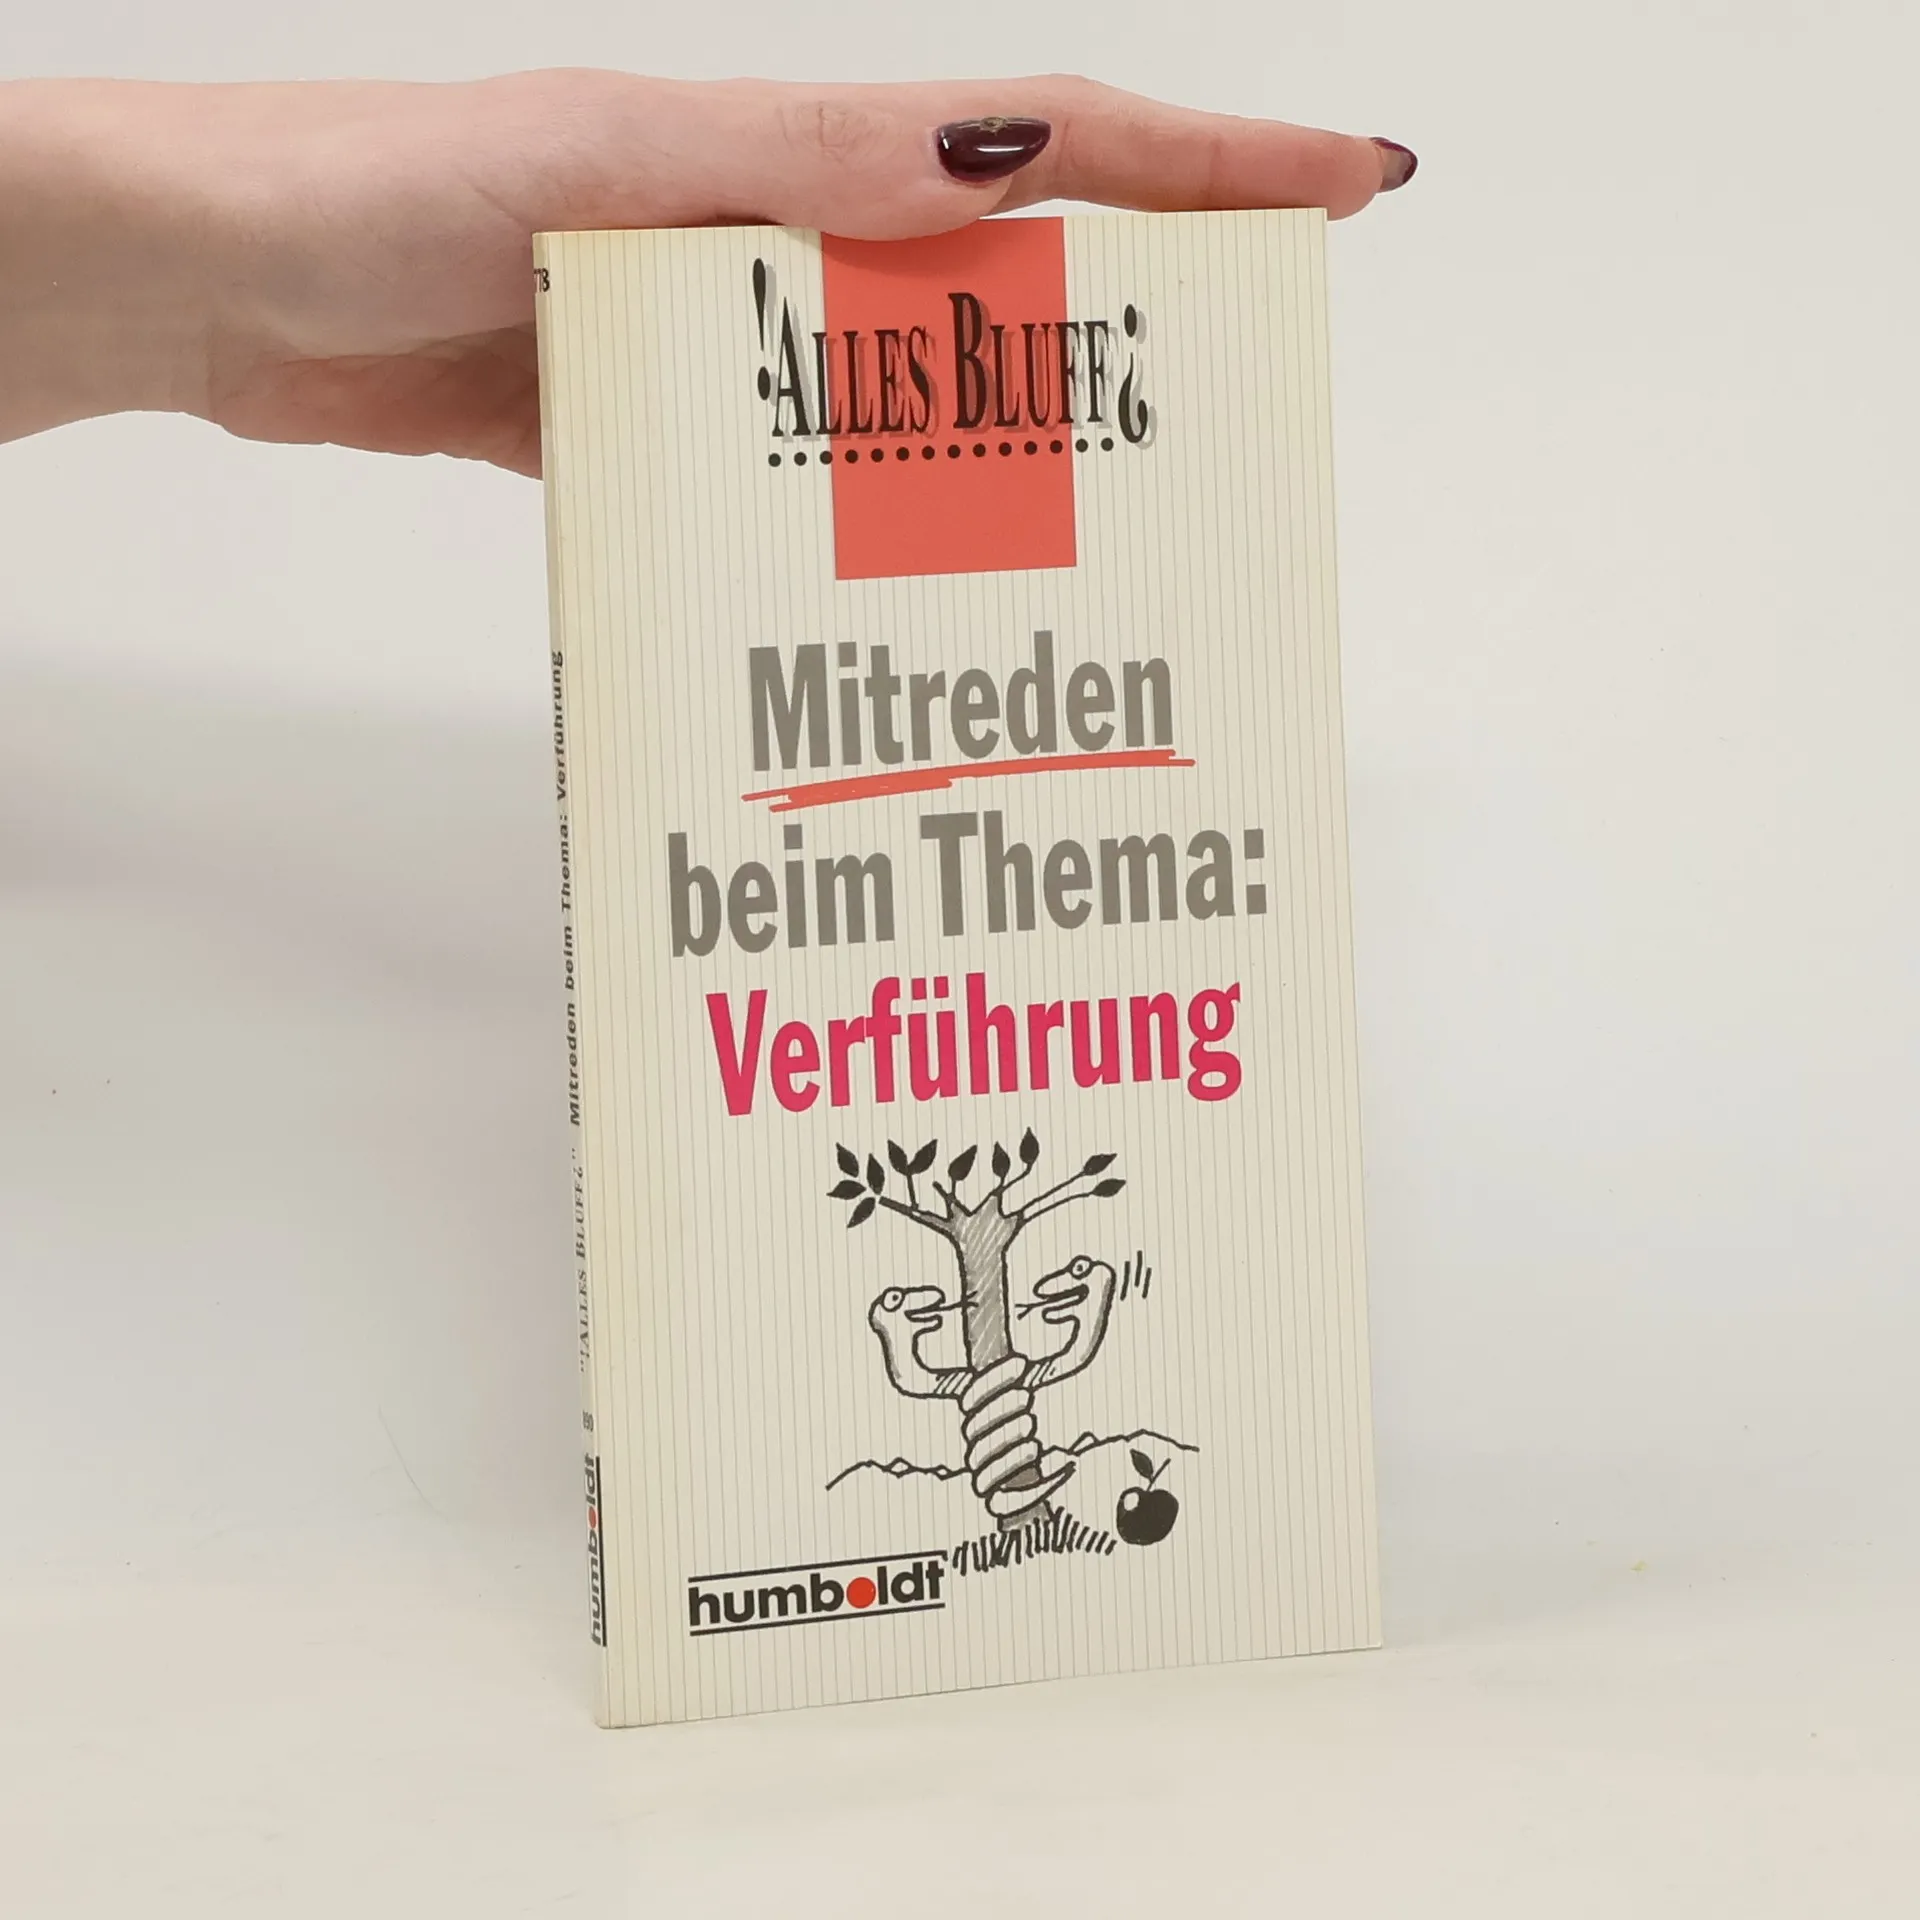 !ALLES BLUFF¿
Mitreden
beim Thema:
Verführung
humboldt
"!ALLES BLUFF¿" Mitreden beim Thema: Verführung
humboldt